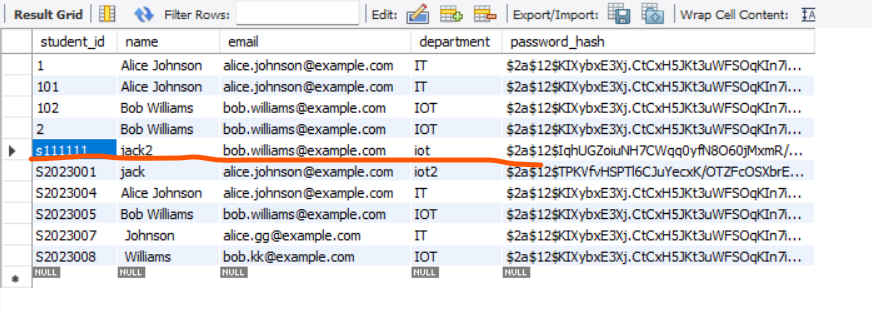 Result Grid Filter Rows: Edit: Export/Import: Wrap Cell Content: IA
student_id name email department password_hash
1 Alice Johnson alice.johnson@example.com IT $2a$12$KIXybxE3Xj.CtCxH5JKt3uWFSOqKIn7i...
101 Alice Johnson alice.johnson@example.com IT $2a$12$KIXybxE3Xj.CtCxH5JKt3uWFSOqKIn7i...
102 Bob Williams bob.williams@example.com IOT $2a$12$KIXybxE3Xj.CtCxH5JKt3uWFSOqKIn7i...
2 Bob Williams bob.williams@example.com IOT $2a$12$KIXybxE3Xj.CtCxH5JKt3uWFSOqKIn7i...
s111111 jack2 bob.williams@example.com iot $2a$12$IqhUGZoiuNH7CWqq0yfN8O60jMxmR/...
S2023001 jack alice.johnson@example.com iot2 $2a$12$TPKVfvHSPTl6CJuYecxK/OTZFcOSXbrE...
S2023004 Alice Johnson alice.johnson@example.com IT $2a$12$KIXybxE3Xj.CtCxH5JKt3uWFSOqKIn7i...
S2023005 Bob Williams bob.williams@example.com IOT $2a$12$KIXybxE3Xj.CtCxH5JKt3uWFSOqKIn7i...
S2023007 Johnson alice.gg@example.com IT $2a$12$KIXybxE3Xj.CtCxH5JKt3uWFSOqKIn7i...
S2023008 Williams bob.kk@example.com IOT $2a$12$KIXybxE3Xj.CtCxH5JKt3uWFSOqKIn7i...
NULL NULL NULL NULL NULL